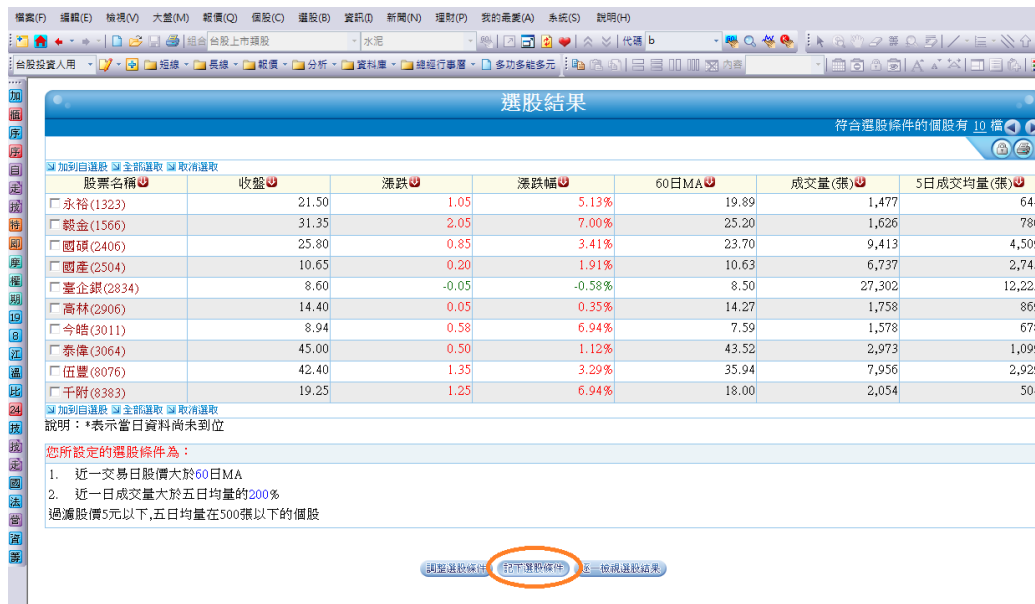 檔案(F) 編輯(E) 檢視(V) 大盤(M) 報價(Q) 個股(C) 選股(B) 資訊(I) 新聞(N) 理財(P) 我的最愛(A) 系統(S) 說明(H)
組合 台股上市類股 水泥 代碼 b
台股投資人用 短線 長線 報價 分析 資料庫 總經行事曆 多功多能多元 內容
選股結果
符合選股條件的個股有 10 檔
加到自選股 全部選取 取消選取
股票名稱 收盤 漲跌 漲跌幅 60日MA 成交量(張) 5日成交均量(張)
永裕(1323) 21.50 1.05 5.13% 19.89 1,477
毅金(1566) 31.35 2.05 7.00% 25.20 1,626
國碩(2406) 25.80 0.85 3.41% 23.70 9,413
國產(2504) 10.65 0.20 1.91% 10.63 6,737
臺企銀(2834) 8.60 -0.05 -0.58% 8.50 27,302
高林(2906) 14.40 0.05 0.35% 14.27 1,758
今皓(3011) 8.94 0.58 6.94% 7.59 1,578
泰偉(3064) 45.00 0.50 1.12% 43.52 2,973
伍豐(8076) 42.40 1.35 3.29% 35.94 7,956
千附(8383) 19.25 1.25 6.94% 18.00 2,054
加到自選股 全部選取 取消選取
說明：*表示當日資料尚未到位
您所設定的選股條件為：
1. 近一交易日股價大於60日MA
2. 近一日成交量大於五日均量的200%
過濾股價5元以下,五日均量在500張以下的個股
調整選股條件 記下選股條件 逐一檢視選股結果